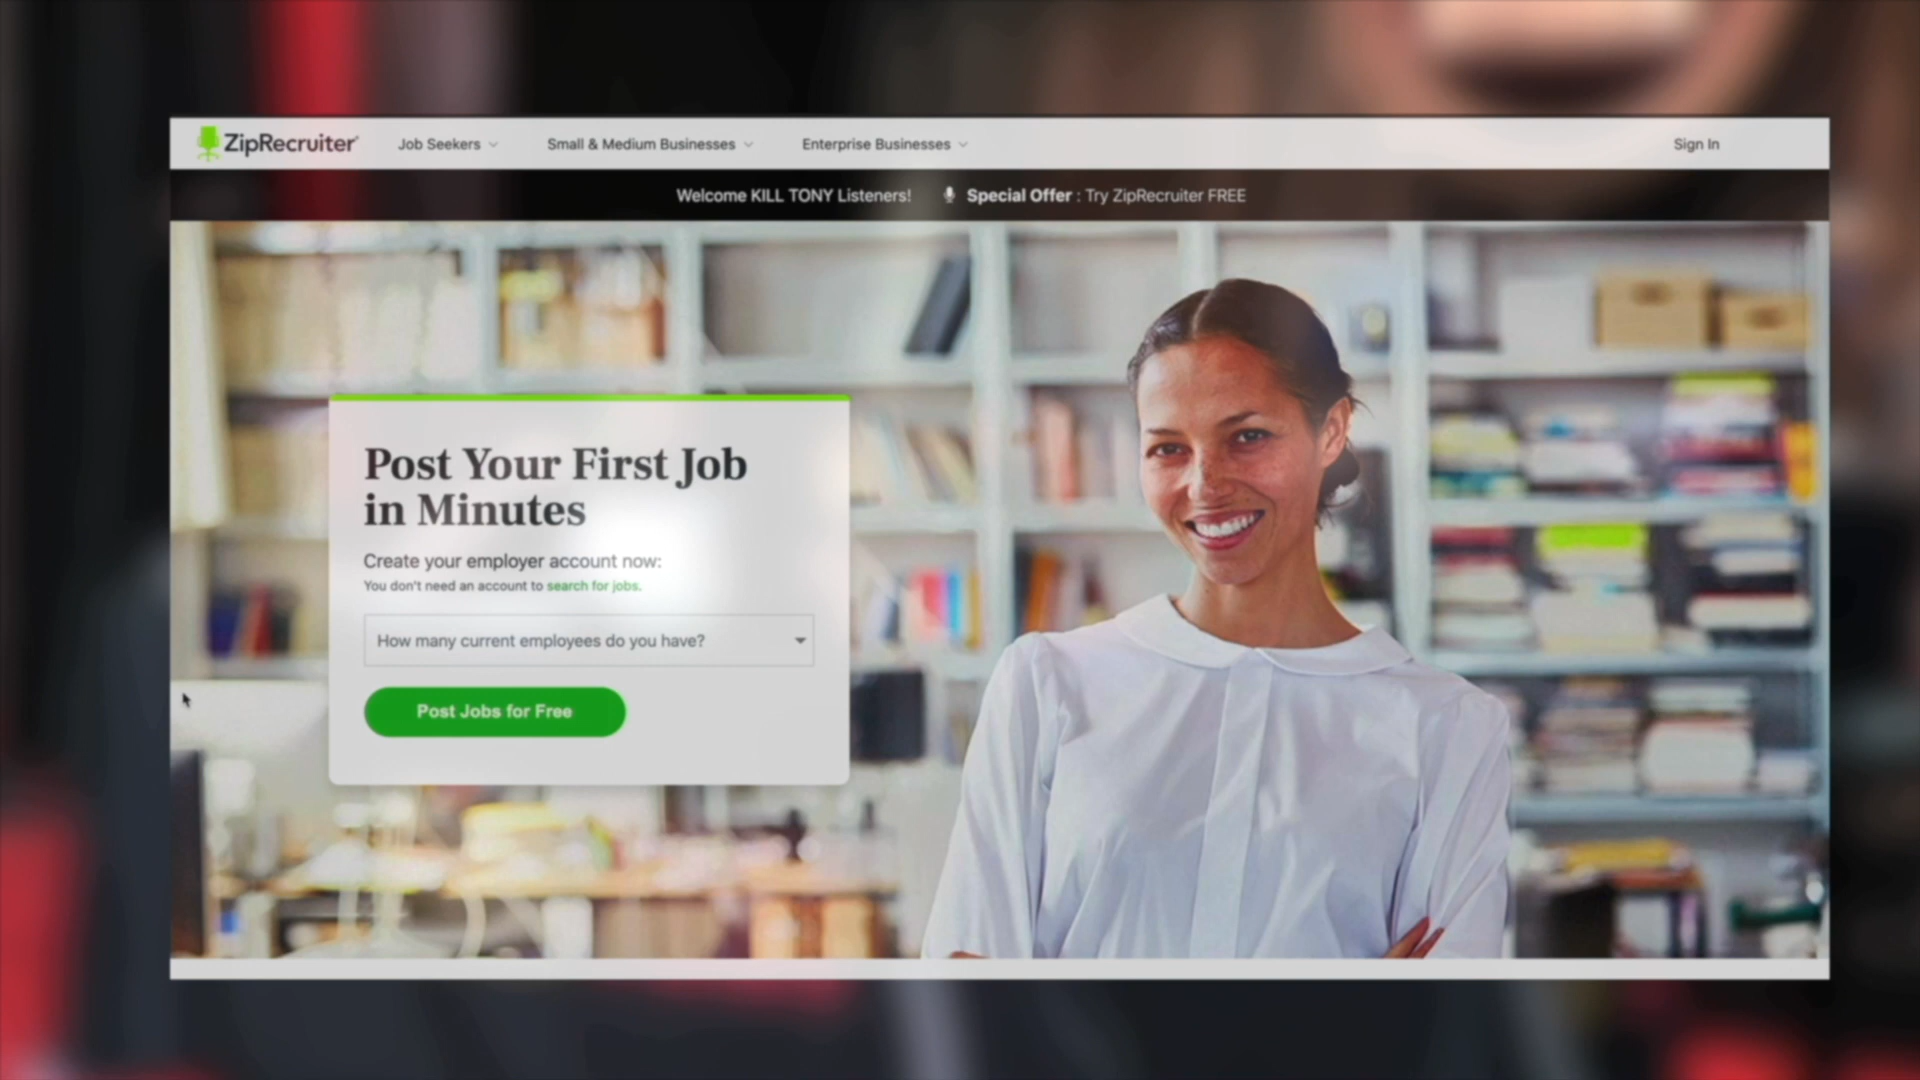 ZipRecruiter
Job Seekers
Small & Medium Businesses
Enterprise Businesses
Sign In
Welcome KILL TONY Listeners!
Special Offer : Try ZipRecruiter FREE
Post Your First Job
in Minutes
Create your employer account now:
You don't need an account to search for jobs.
How many current employees do you have?
Post Jobs for Free